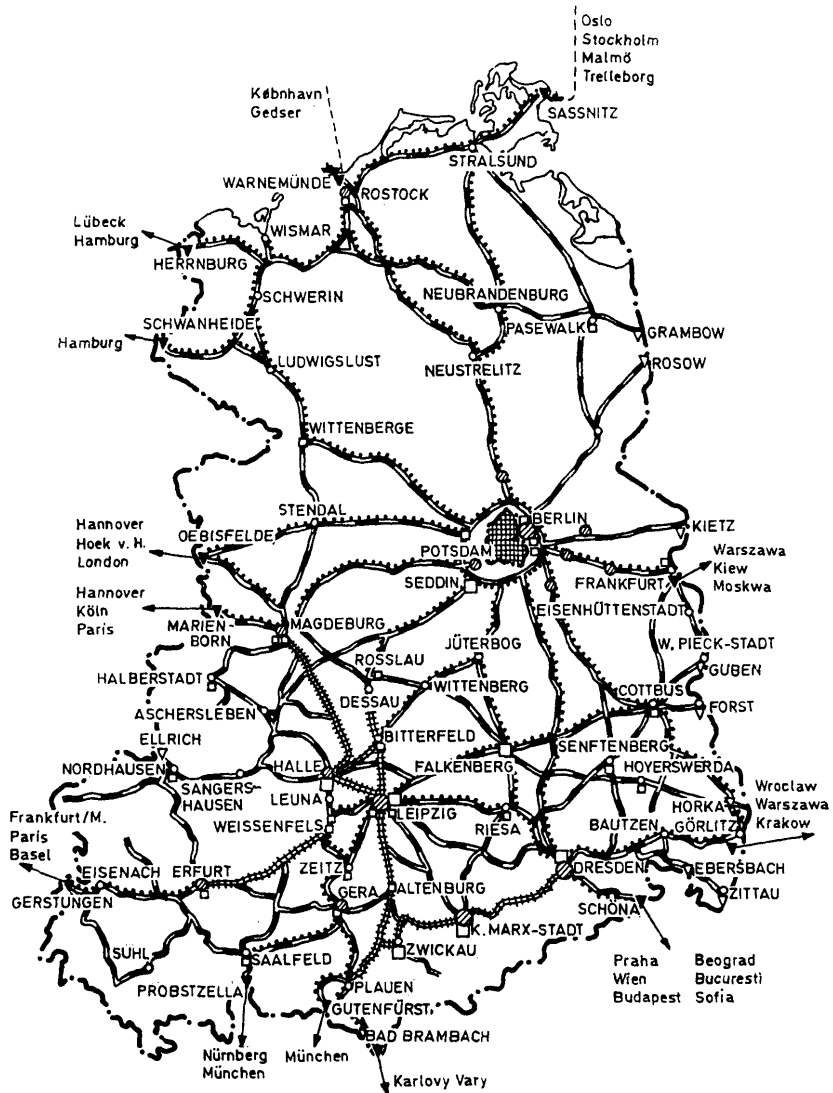 Oslo
Stockholm
Malmö
Trelleborg
København
Gedser
SASSNITZ
STRALSUND
WARNEMÜNDE
ROSTOCK
Lübeck
Hamburg
WISMAR
HERRNBURG
SCHWERIN
NEUBRANDENBURG
SCHWANHEIDE
PASEWALK
GRAMBOW
Hamburg
LUDWIGSLUST
NEUSTRELITZ
ROSOW
WITTENBERGE
STENDAL
BERLIN
Hannover
Hoek v. H.
London
OEBISFELDE
KIETZ
POTSDAM
Warszawa
Kiew
Moskwa
SEDDIN
FRANKFURT
Hannover
Köln
Paris
EISENHÜTTENSTADT
MARIEN-
BORN
MAGDEBURG
JÜTERBOG
W. PIECK-STADT
ROSSLAU
GUBEN
HALBERSTADT
WITTENBERG
DESSAU
COTTBUS
ASCHERSLEBEN
FORST
BITTERFELD
ELLRICH
SENFTENBERG
NORDHAUSEN
HALLE
FALKENBERG
HOYERSWERDA
SANGERS-
HAUSEN
LEUNA
HORKA
Wroclaw
Warszawa
Krakow
LEIPZIG
Frankfurt/M.
Paris
Basel
WEISSENFELS
RIESA
BAUTZEN
GÖRLITZ
EISENACH
ERFURT
ZEITZ
DRESDEN
EBERSBACH
GERSTUNGEN
GERA
ALTENBURG
ZITTAU
SCHÖNA
K. MARX-STADT
SÜHL
SAALFELD
ZWICKAU
PROBSTZELLA
PLAUEN
Praha
Wien
Budapest
Beograd
Bucuresti
Sofia
GUTENFÜRST
BAD BRAMBACH
Nürnberg
München
München
Karlovy Vary